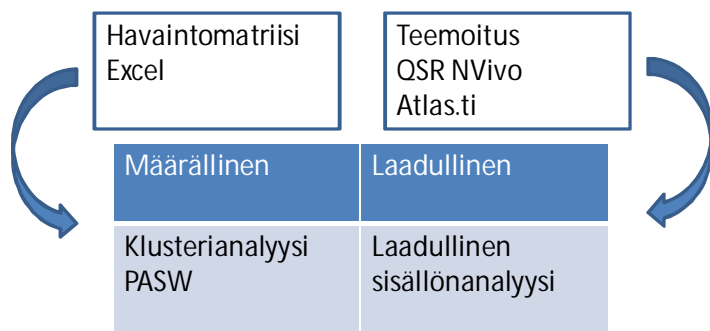 Havaintomatriisi
Excel
Teemoitus
QSR NVivo
Atlas.ti
Määrällinen
Laadullinen
Klusterianalyysi
PASW
Laadullinen
sisällönanalyysi